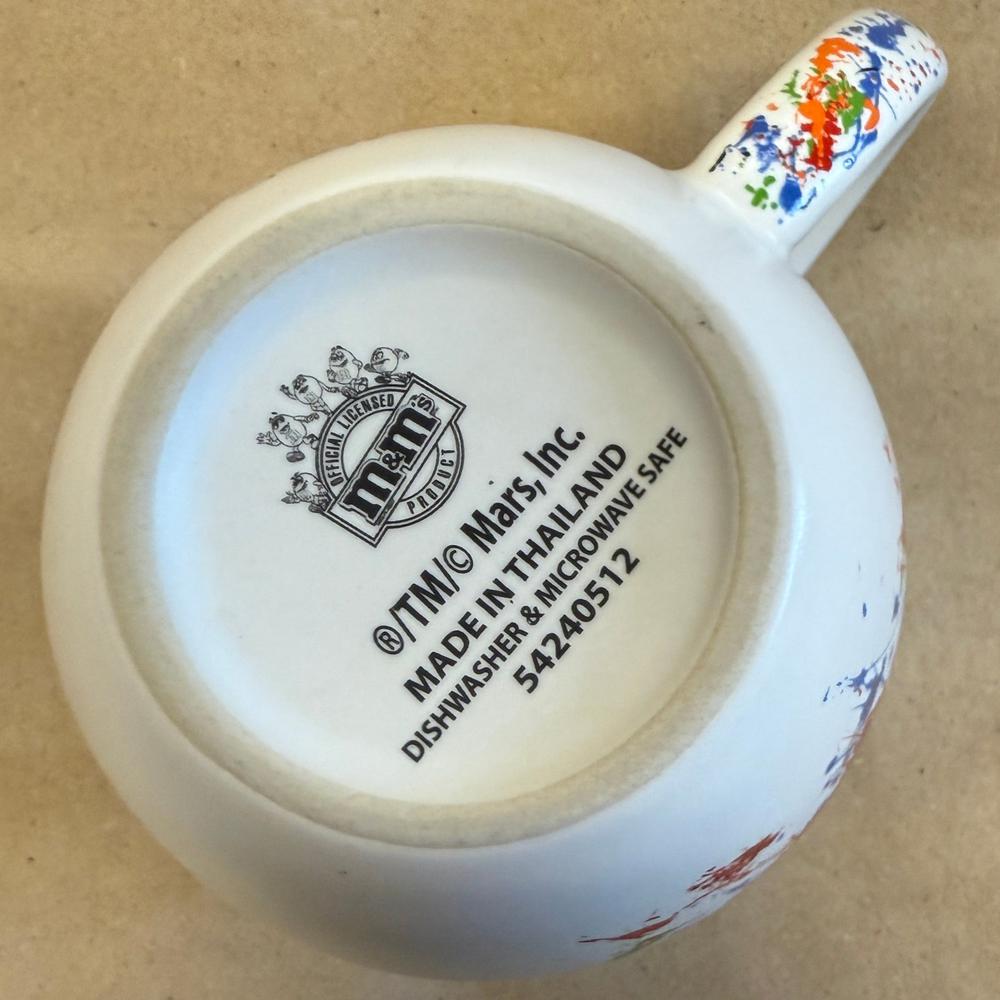 OFFICIAL LICENSED
m&m's
PRODUCT
®/TM/© Mars, Inc.
MADE IN THAILAND
DISHWASHER & MICROWAVE SAFE
54240512